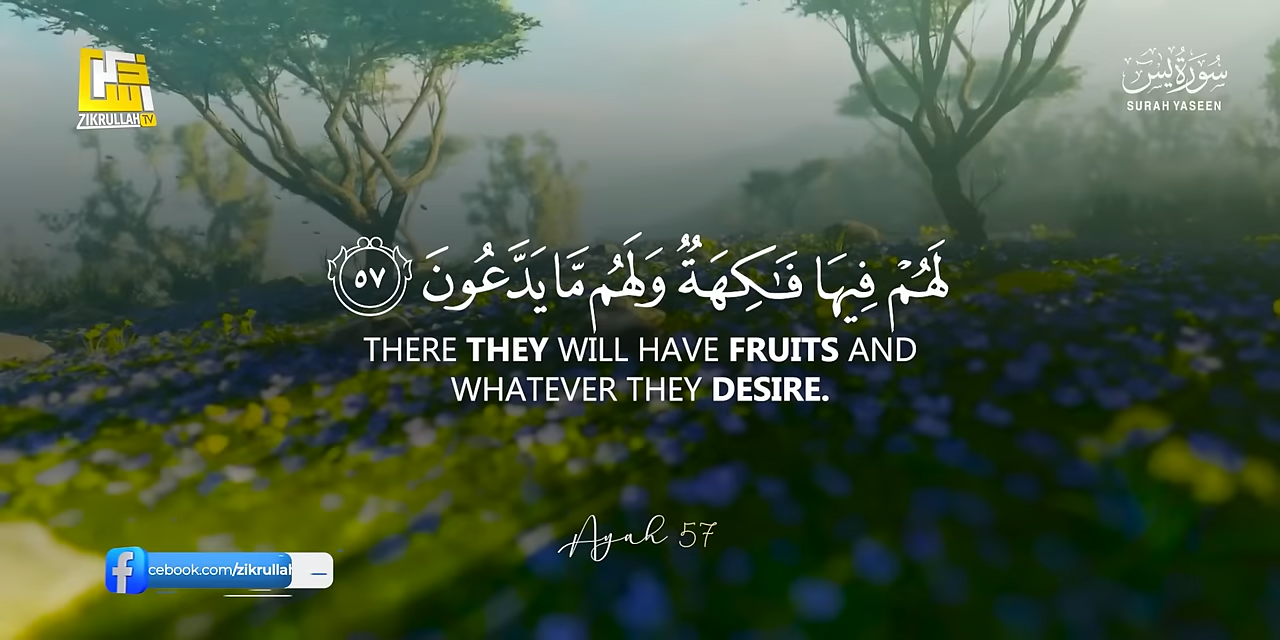 ZIKRULLAH TV
سُورَةُ يس
SURAH YASEEN
لَهُمْ فِيهَا فَـٰكِهَةٌ وَلَهُم مَّا يَدَّعُونَ ٥٧
THERE THEY WILL HAVE FRUITS AND
WHATEVER THEY DESIRE.
Ayah 57
cebook.com/zikrullah